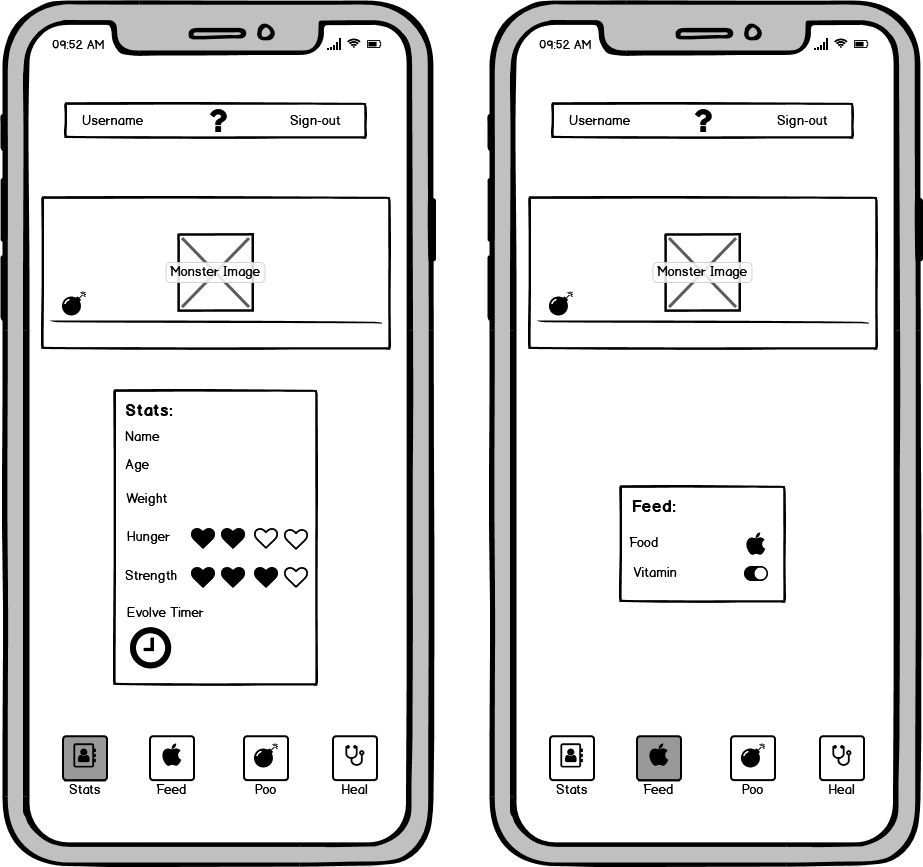 09:52 AM
Username ? Sign-out
Monster Image
Stats:
Name
Age
Weight
Hunger
Strength
Evolve Timer
Stats Feed Poo Heal
09:52 AM
Username ? Sign-out
Monster Image
Feed:
Food
Vitamin
Stats Feed Poo Heal